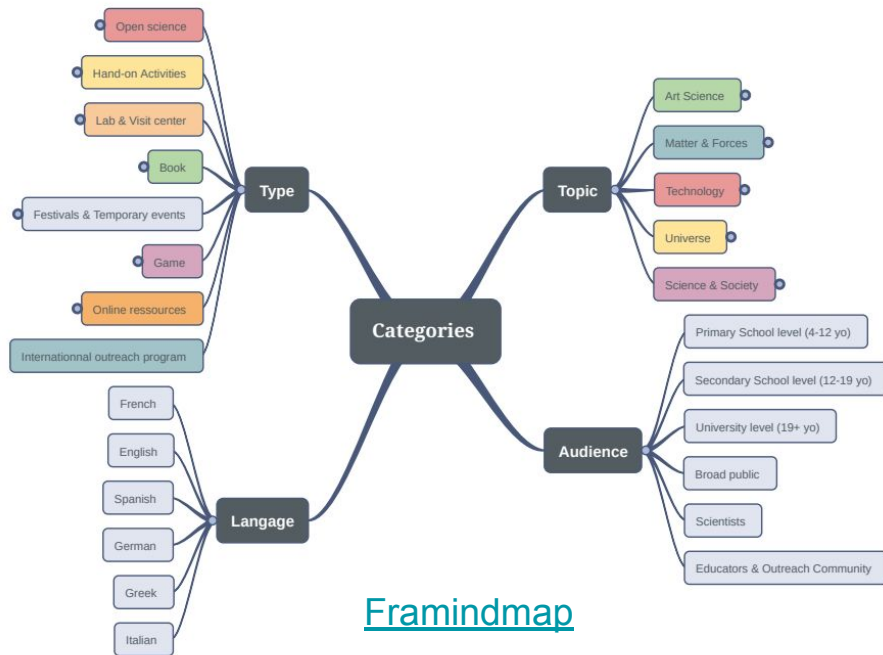 Categories
Type
Open science
Hand-on Activities
Lab & Visit center
Book
Festivals & Temporary events
Game
Online ressources
Internationnal outreach program
Langage
French
English
Spanish
German
Greek
Italian
Topic
Art Science
Matter & Forces
Technology
Universe
Science & Society
Audience
Primary School level (4-12 yo)
Secondary School level (12-19 yo)
University level (19+ yo)
Broad public
Scientists
Educators & Outreach Community
Framindmap